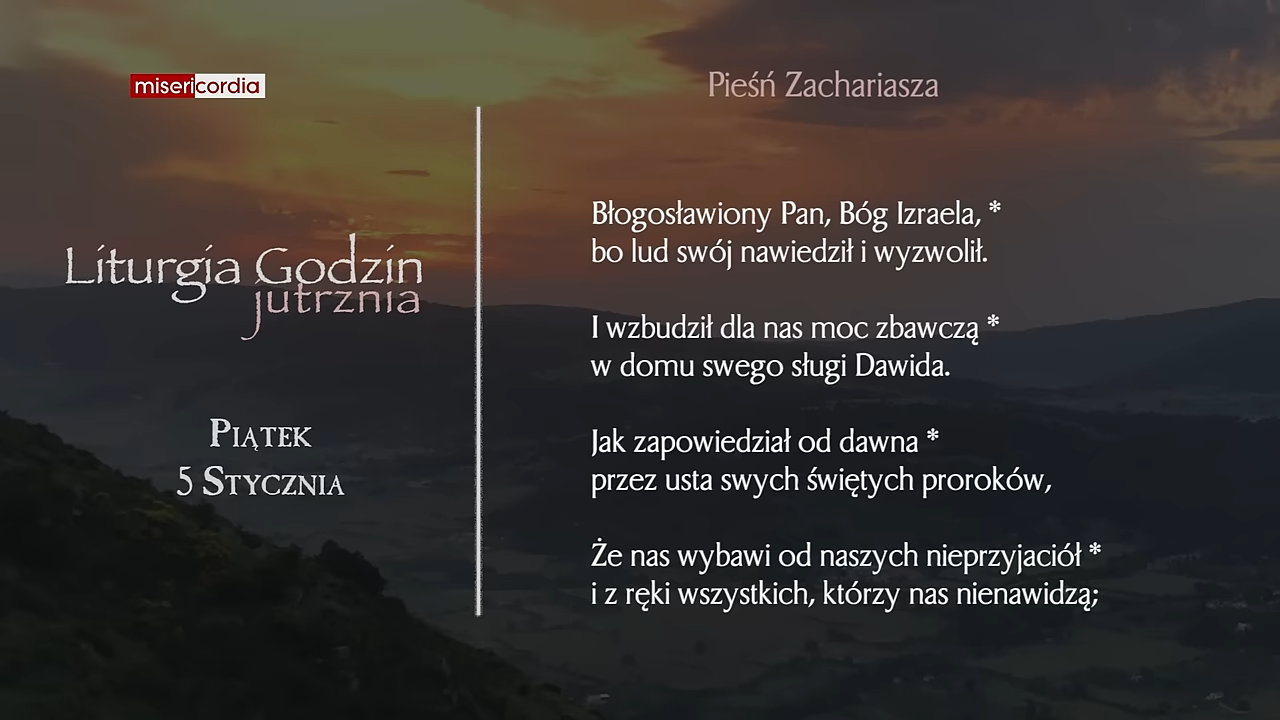 misericordia
Liturgia Godzin
jutrznia
Piątek
5 Stycznia
Pieśń Zachariasza
Błogosławiony Pan, Bóg Izraela, *
bo lud swój nawiedził i wyzwolił.
I wzbudził dla nas moc zbawczą *
w domu swego sługi Dawida.
Jak zapowiedział od dawna *
przez usta swych świętych proroków,
Że nas wybawi od naszych nieprzyjaciół *
i z ręki wszystkich, którzy nas nienawidzą;